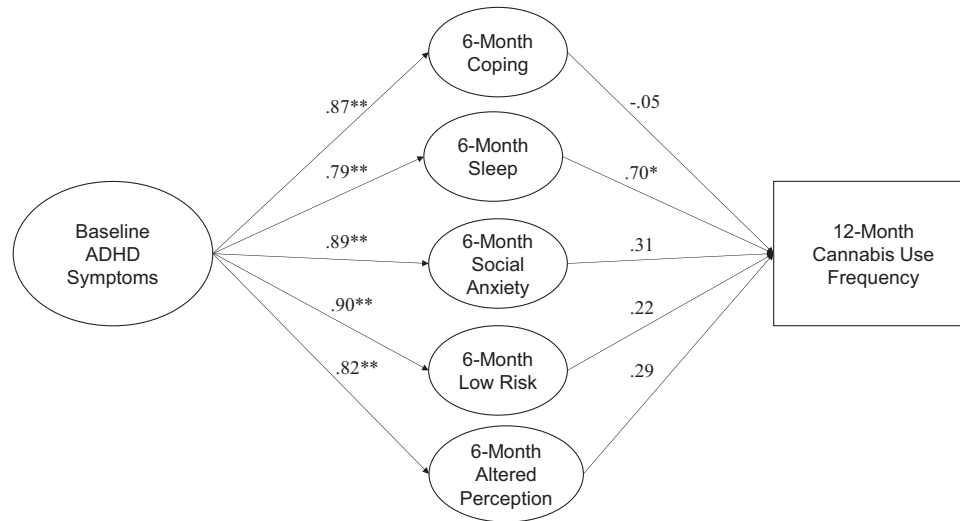 6-Month
Coping
.87**
-.05
6-Month
Sleep
.79**
.70*
Baseline
ADHD
Symptoms
.89**
6-Month
Social
Anxiety
.31
12-Month
Cannabis Use
Frequency
.90**
.22
6-Month
Low Risk
.82**
.29
6-Month
Altered
Perception